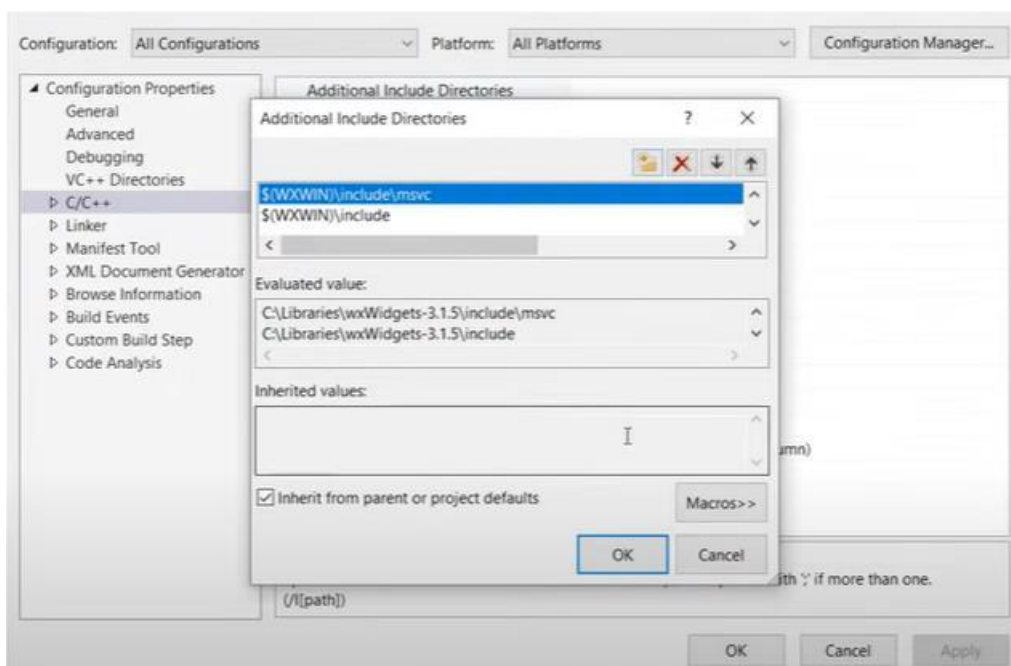 Configuration: All Configurations Platform: All Platforms Configuration Manager...
Configuration Properties
General
Advanced
Debugging
VC++ Directories
C/C++
Linker
Manifest Tool
XML Document Generator
Browse Information
Build Events
Custom Build Step
Code Analysis
Additional Include Directories
Additional Include Directories ?
$(WXWIN)\include\msvc
$(WXWIN)\include
Evaluated value:
C:\Libraries\wxWidgets-3.1.5\include\msvc
C:\Libraries\wxWidgets-3.1.5\include
Inherited values:
Inherit from parent or project defaults
Macros>>
OK Cancel
umn)
with ';' if more than one.
(/I[path])
OK Cancel Apply